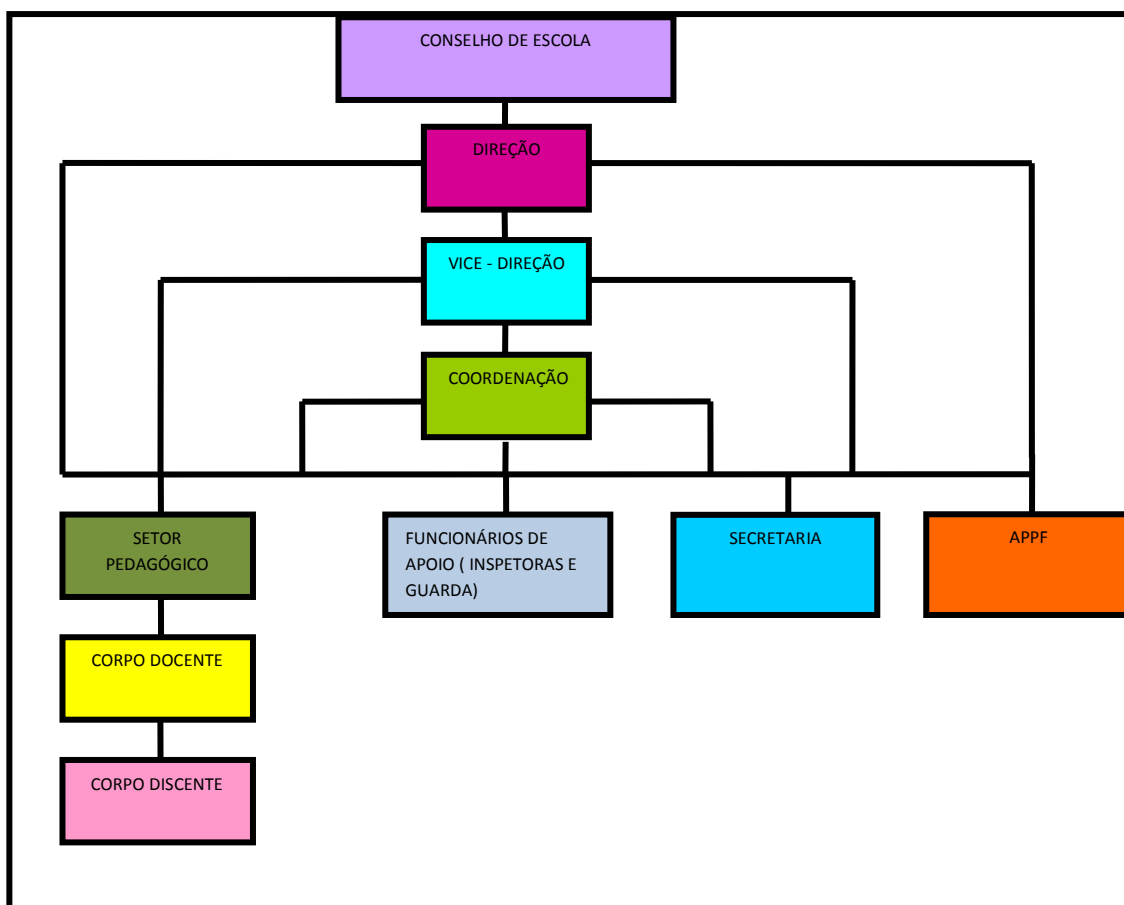 CONSELHO DE ESCOLA
DIREÇÃO
VICE - DIREÇÃO
COORDENAÇÃO
SETOR
PEDAGÓGICO
FUNCIONÁRIOS DE
APOIO ( INSPETORAS E
GUARDA)
SECRETARIA
APPF
CORPO DOCENTE
CORPO DISCENTE